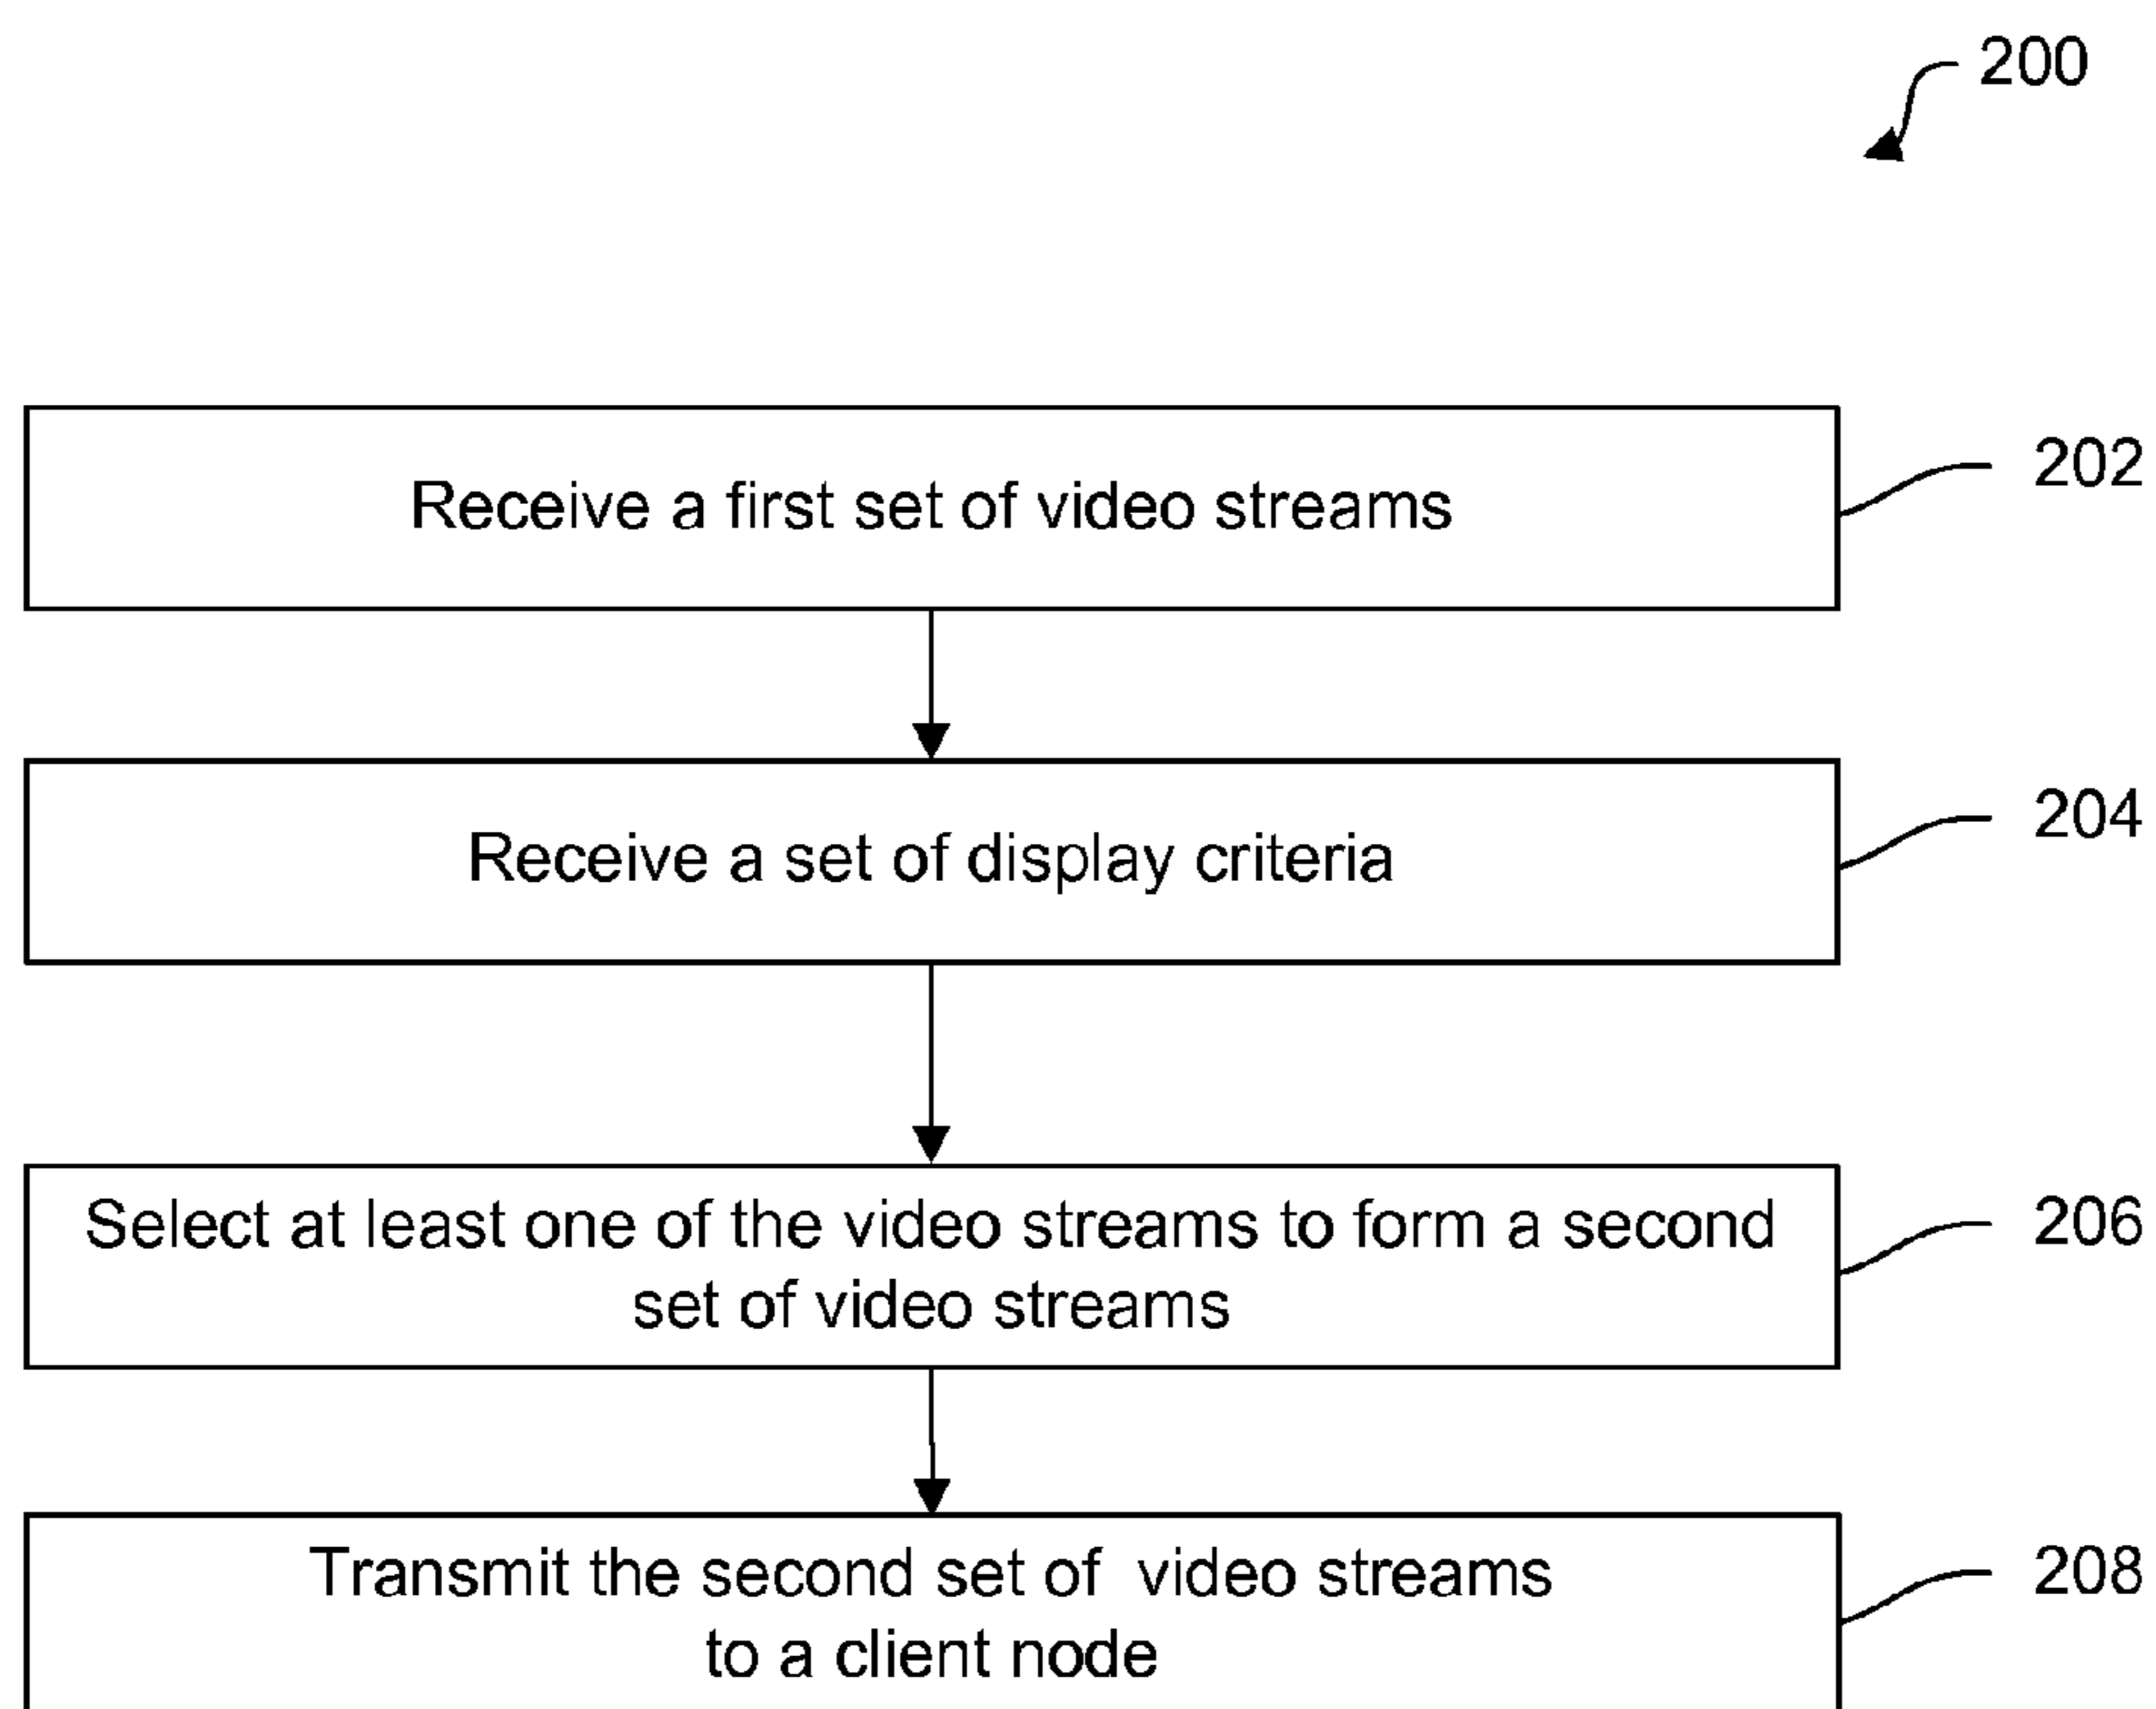 200
Receive a first set of video streams
202
Receive a set of display criteria
204
Select at least one of the video streams to form a second
set of video streams
206
Transmit the second set of video streams
to a client node
208